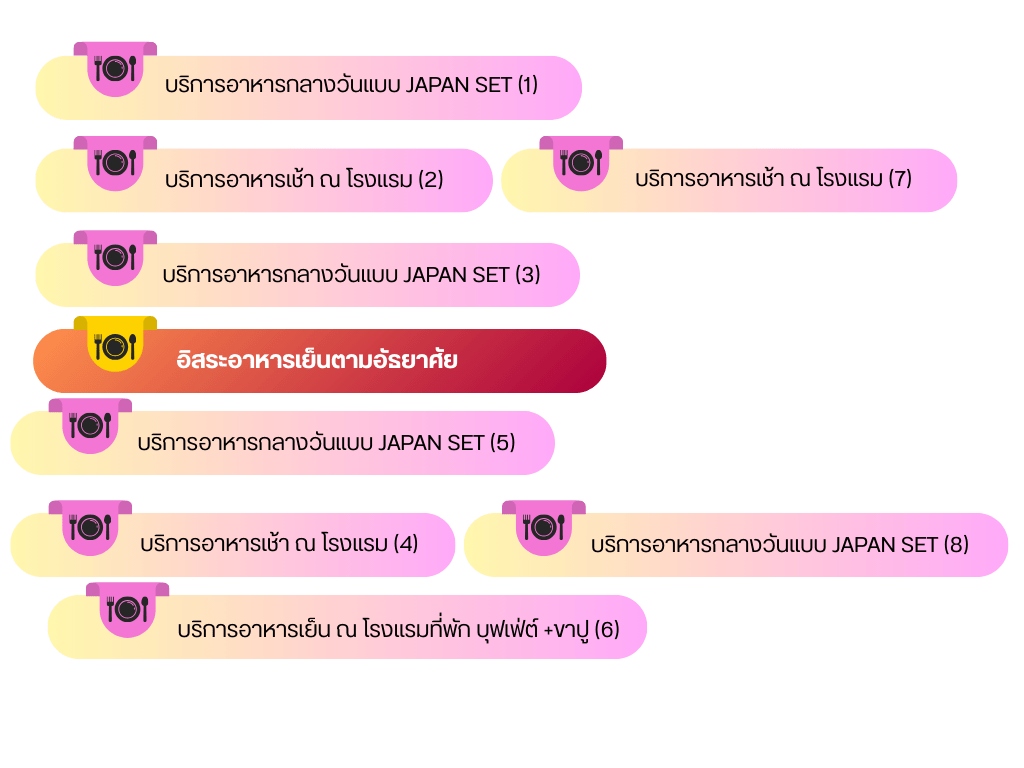 บริการอาหารกลางวันแบบ JAPAN SET (1)
บริการอาหารเช้า ณ โรงแรม (2)
บริการอาหารเช้า ณ โรงแรม (7)
บริการอาหารกลางวันแบบ JAPAN SET (3)
อิสระอาหารเย็นตามอัธยาศัย
บริการอาหารกลางวันแบบ JAPAN SET (5)
บริการอาหารเช้า ณ โรงแรม (4)
บริการอาหารกลางวันแบบ JAPAN SET (8)
บริการอาหารเย็น ณ โรงแรมที่พัก บุฟเฟ่ต์ +ขาปู (6)